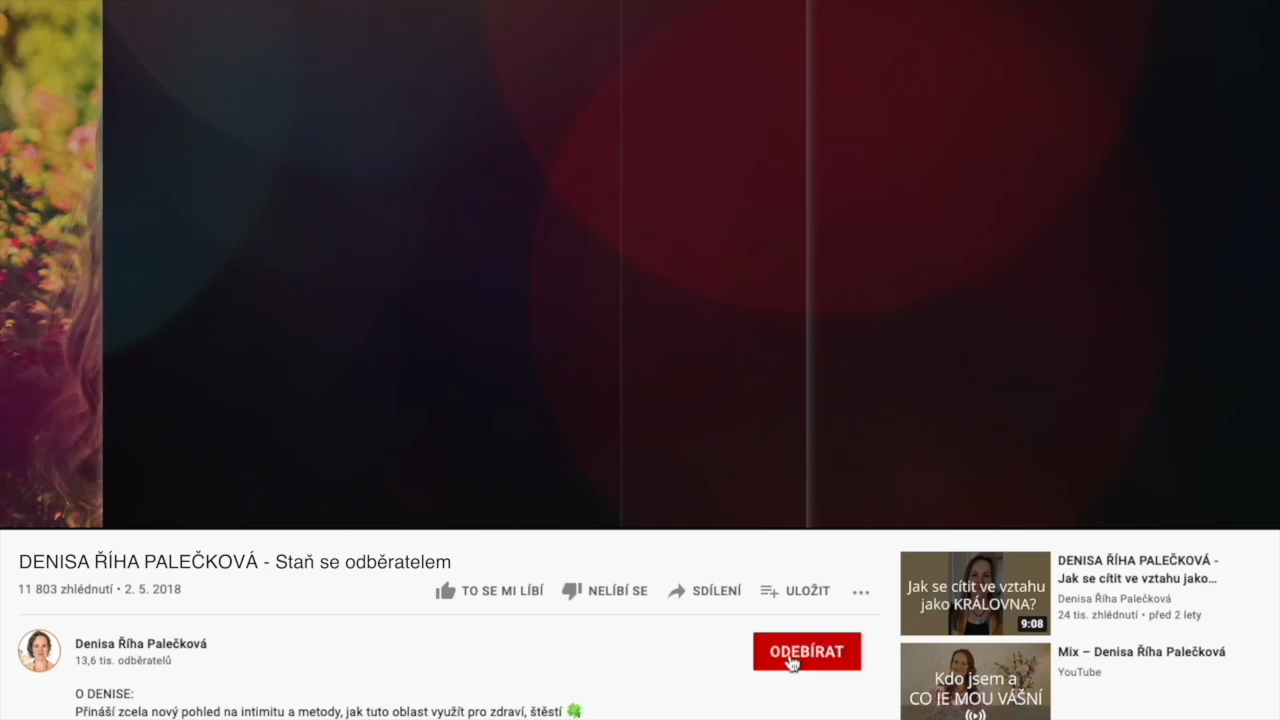 DENISA ŘÍHA PALEČKOVÁ - Staň se odběratelem
11 803 zhlédnutí • 2. 5. 2018
TO SE MI LÍBÍ
NELÍBÍ SE
SDÍLENÍ
ULOŽIT
Denisa Říha Palečková
13,6 tis. odběratelů
ODEBÍRAT
O DENISE:
Přináší zcela nový pohled na intimitu a metody, jak tuto oblast využít pro zdraví, štěstí 🍀
Jak se cítit ve vztahu
jako KRÁLOVNA?
9:08
DENISA ŘÍHA PALEČKOVÁ -
Jak se cítit ve vztahu jako…
Denisa Říha Palečková
24 tis. zhlédnutí • před 2 lety
Kdo jsem a
CO JE MOU VÁŠNÍ
Mix – Denisa Říha Palečková
YouTube